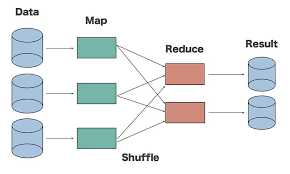 Data
Map
Reduce
Result
Shuffle